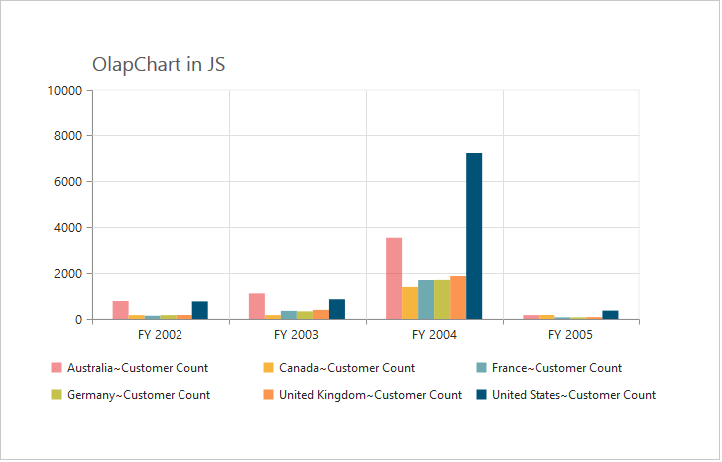 OlapChart in JS
10000
8000
6000
4000
2000
0
FY 2002 FY 2003 FY 2004 FY 2005
Australia~Customer Count Canada~Customer Count France~Customer Count
Germany~Customer Count United Kingdom~Customer Count United States~Customer Count